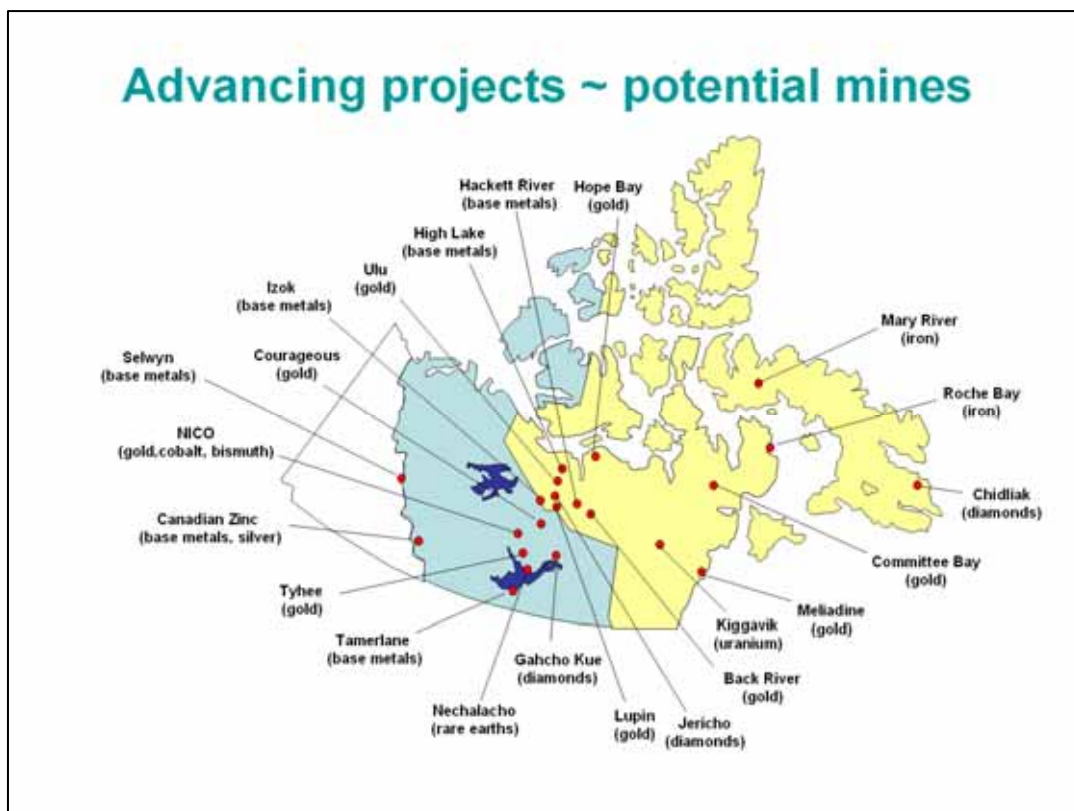 Advancing projects ~ potential mines
Hackett River
(base metals)
Hope Bay
(gold)
High Lake
(base metals)
Ulu
(gold)
Izok
(base metals)
Courageous
(gold)
Selwyn
(base metals)
NICO
(gold,cobalt, bismuth)
Canadian Zinc
(base metals, silver)
Tyhee
(gold)
Tamerlane
(base metals)
Nechalacho
(rare earths)
Gahcho Kue
(diamonds)
Lupin
(gold)
Jericho
(diamonds)
Back River
(gold)
Kiggavik
(uranium)
Meliadine
(gold)
Committee Bay
(gold)
Chidliak
(diamonds)
Roche Bay
(iron)
Mary River
(iron)